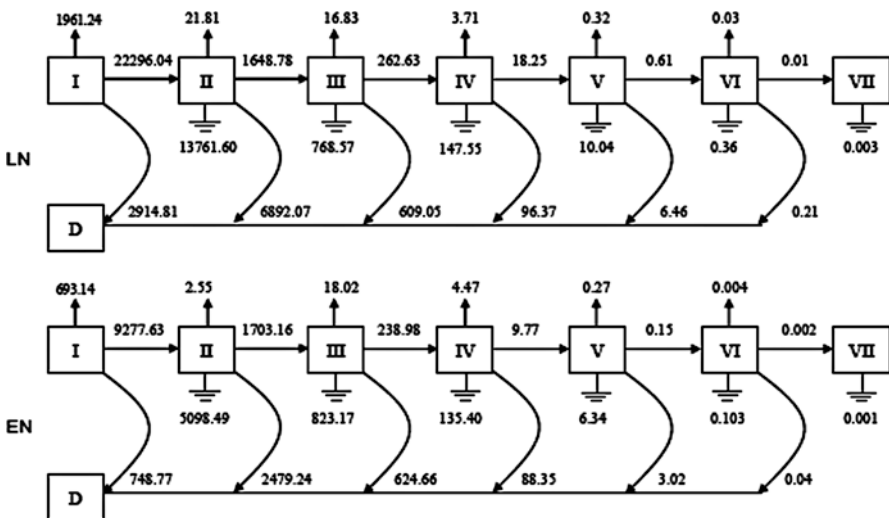 1961.24 21.81 16.83 3.71 0.32 0.03
22296.04 1648.78 262.63 18.25 0.61 0.01
I II III IV V VI VII
13761.60 768.57 147.55 10.04 0.36 0.003
LN
2914.81 6892.07 609.05 96.37 6.46 0.21
D
693.14 2.55 18.02 4.47 0.27 0.004
9277.63 1703.16 238.98 9.77 0.15 0.002
I II III IV V VI VII
5098.49 823.17 135.40 6.34 0.103 0.001
EN
748.77 2479.24 624.66 88.35 3.02 0.04
D